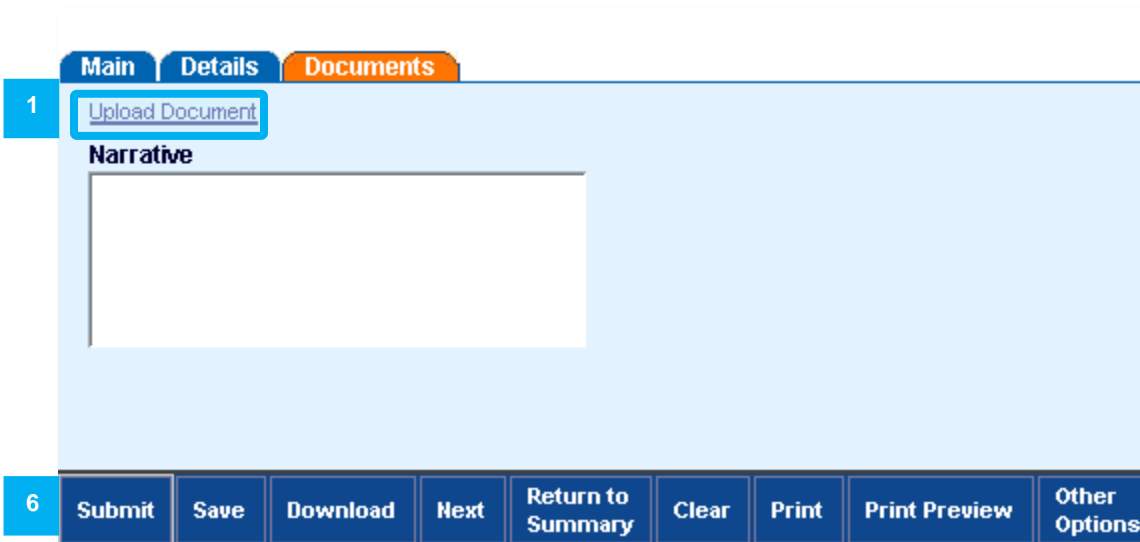 Main Details Documents
1
Upload Document
Narrative
6
Submit Save Download Next Return to Summary Clear Print Print Preview Other Options